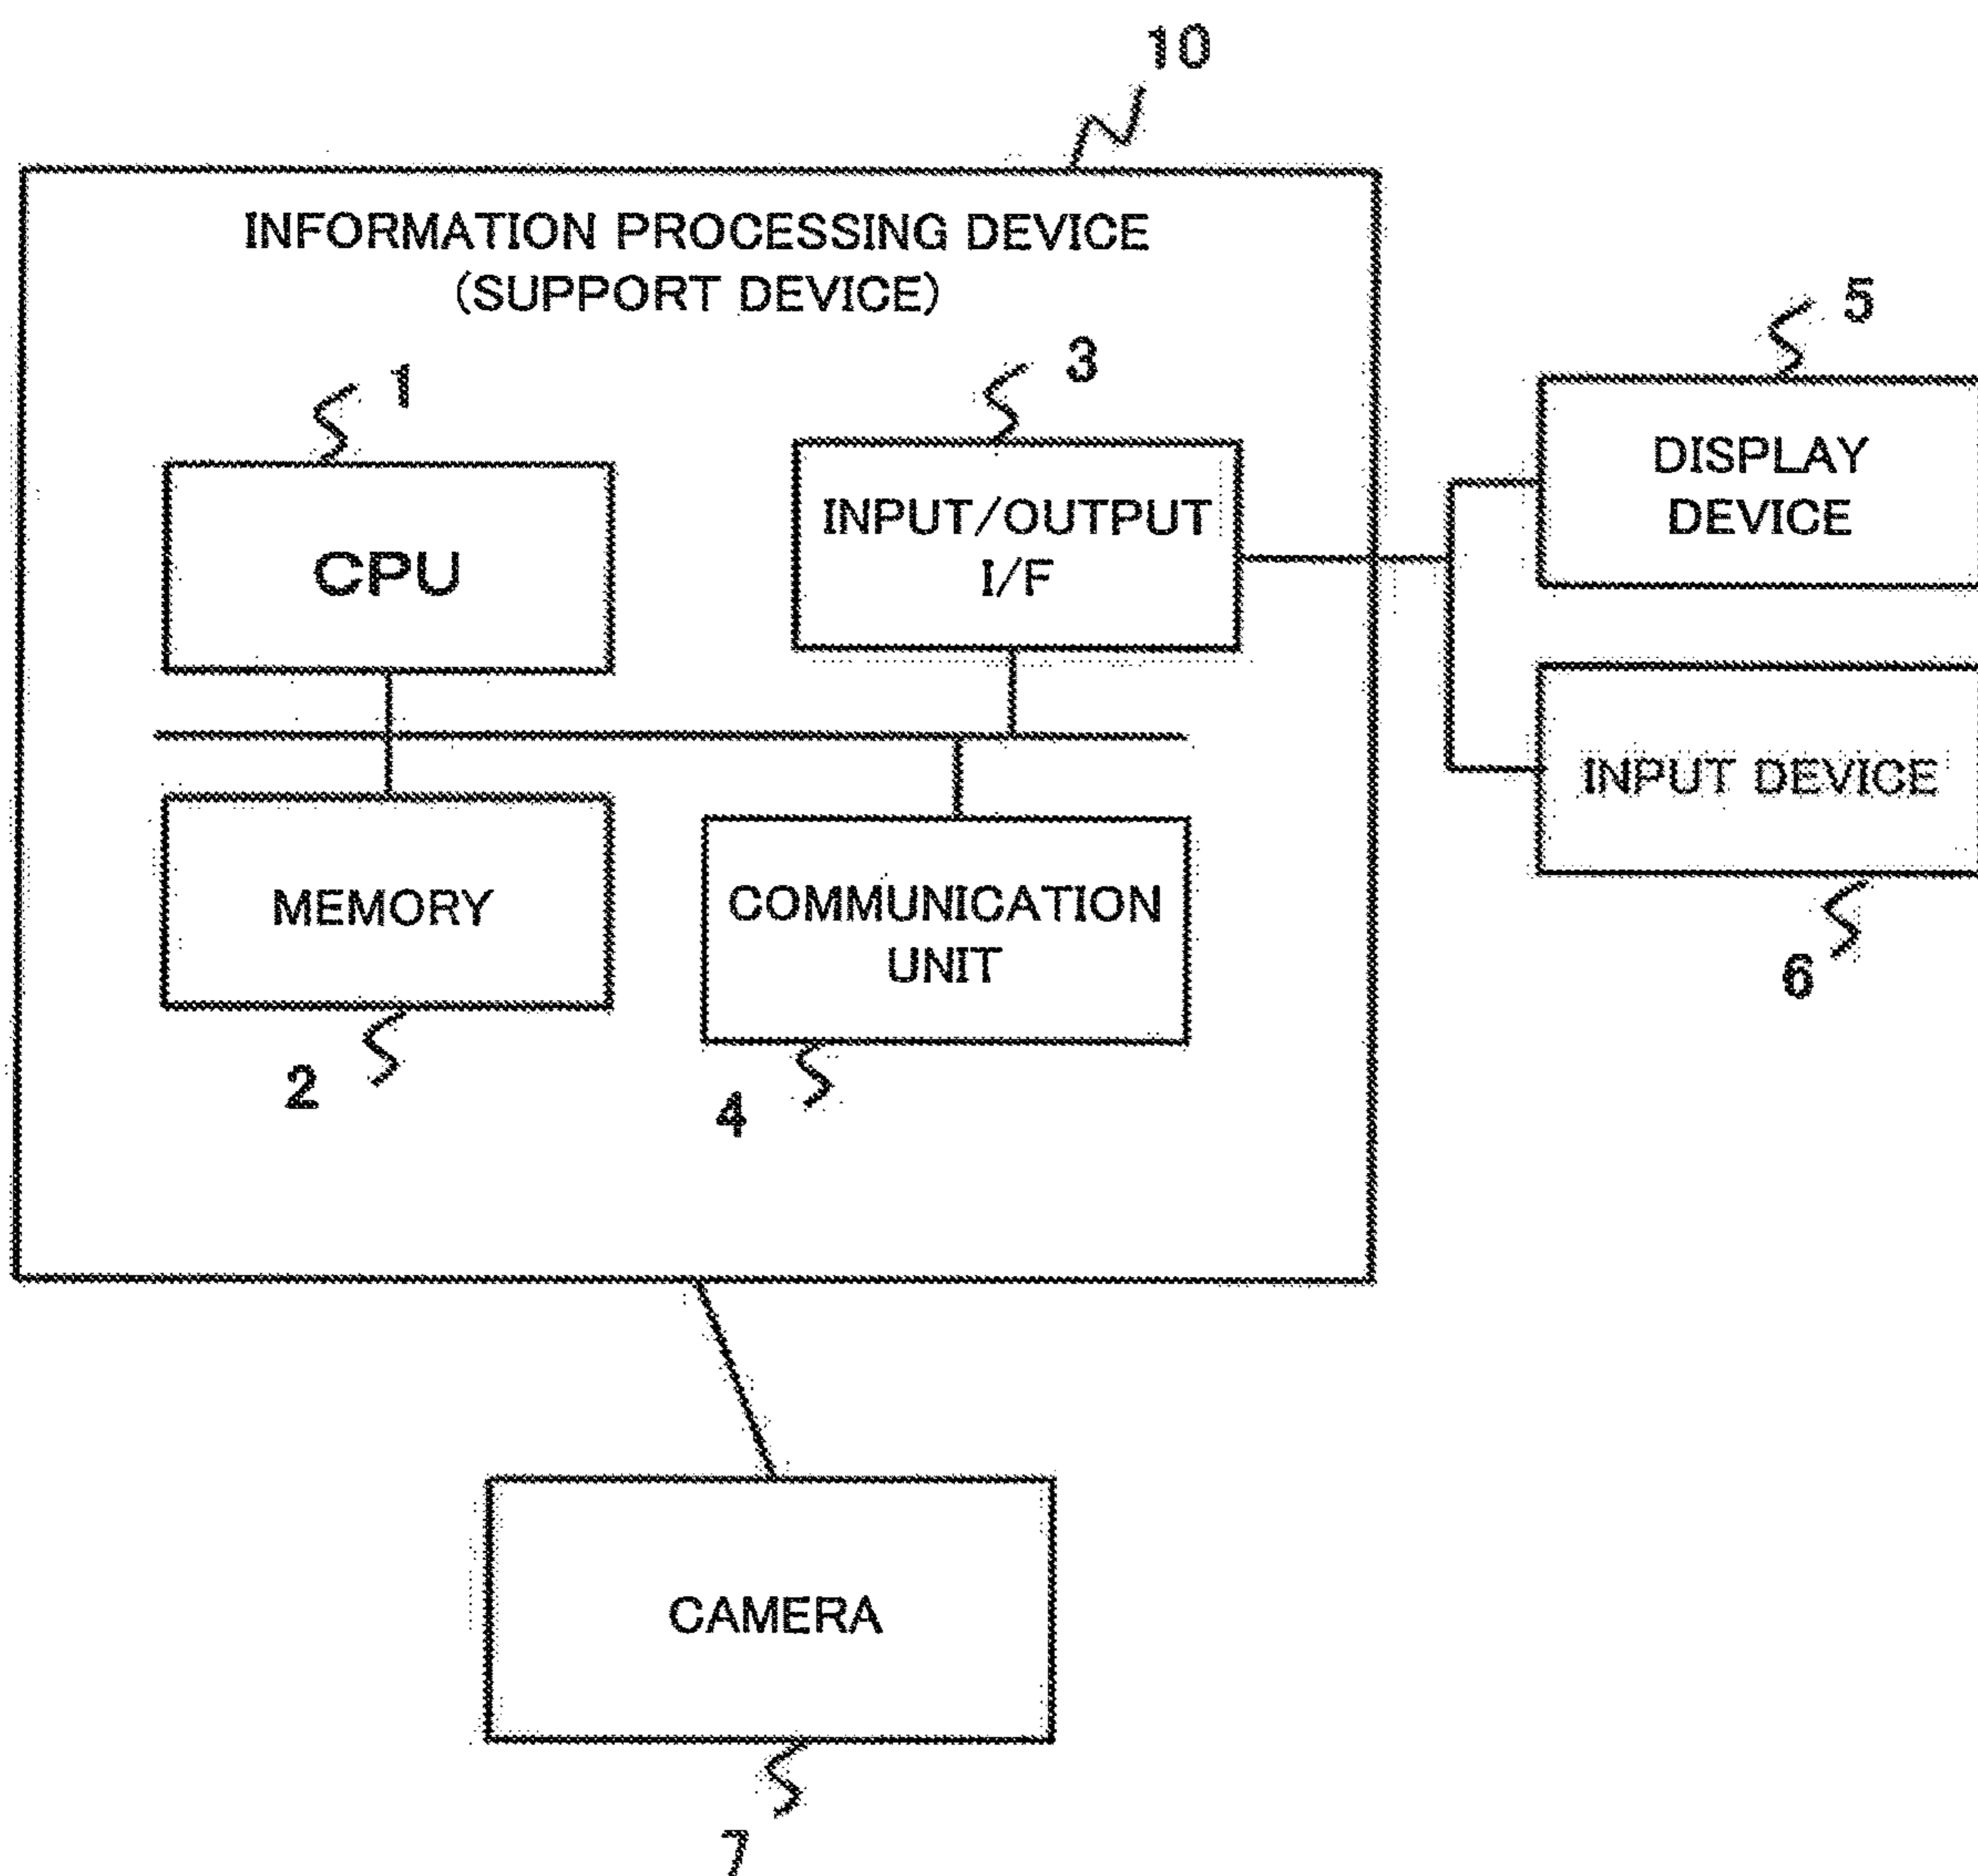 10
INFORMATION PROCESSING DEVICE
(SUPPORT DEVICE)
1
CPU
3
INPUT/OUTPUT
I/F
5
DISPLAY
DEVICE
INPUT DEVICE
6
MEMORY
2
COMMUNICATION
UNIT
4
CAMERA
7